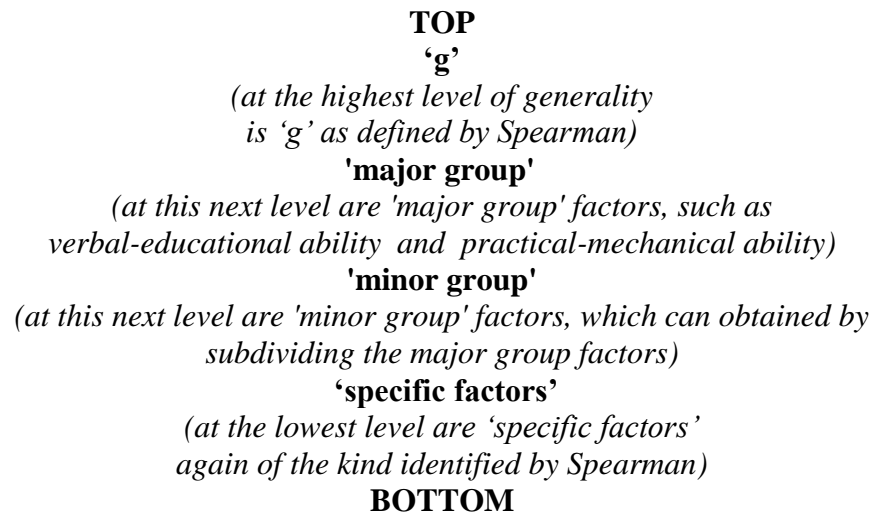 TOP
‘g’
(at the highest level of generality
is ‘g’ as defined by Spearman)
'major group'
(at this next level are 'major group' factors, such as
verbal-educational ability and practical-mechanical ability)
'minor group'
(at this next level are 'minor group' factors, which can obtained by
subdividing the major group factors)
‘specific factors’
(at the lowest level are ‘specific factors’
again of the kind identified by Spearman)
BOTTOM